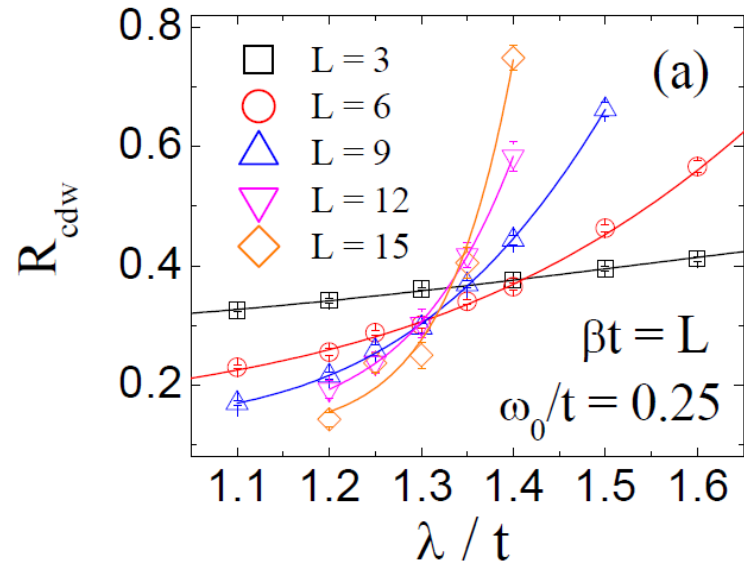 0.8
0.6
0.4
0.2
R_cdw
L = 3
L = 6
L = 9
L = 12
L = 15
(a)
βt = L
ω₀/t = 0.25
1.1 1.2 1.3 1.4 1.5 1.6
λ / t